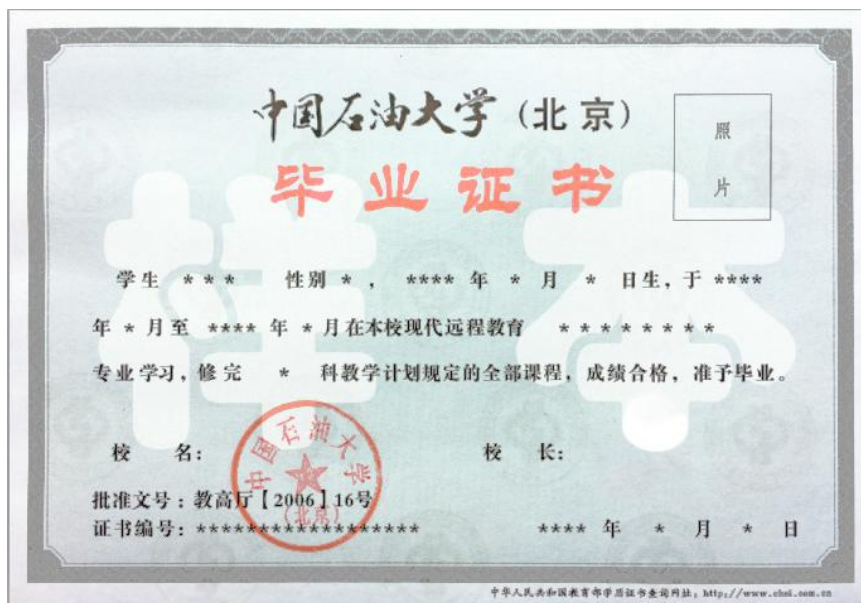 中国石油大学（北京）
照
片
毕业证书
样本
学生 *** 性别 *， **** 年 * 月 * 日生，于 ****
年 * 月至 **** 年 * 月在本校现代远程教育 ********
专业学习，修完 * 科教学计划规定的全部课程，成绩合格，准予毕业。
校 名：
校 长：
中国石油大学
（北京）
批准文号：教高厅【2006】16号
证书编号：******************
**** 年 * 月 * 日
中华人民共和国教育部学历证书查询网址：http://www.chsi.com.cn